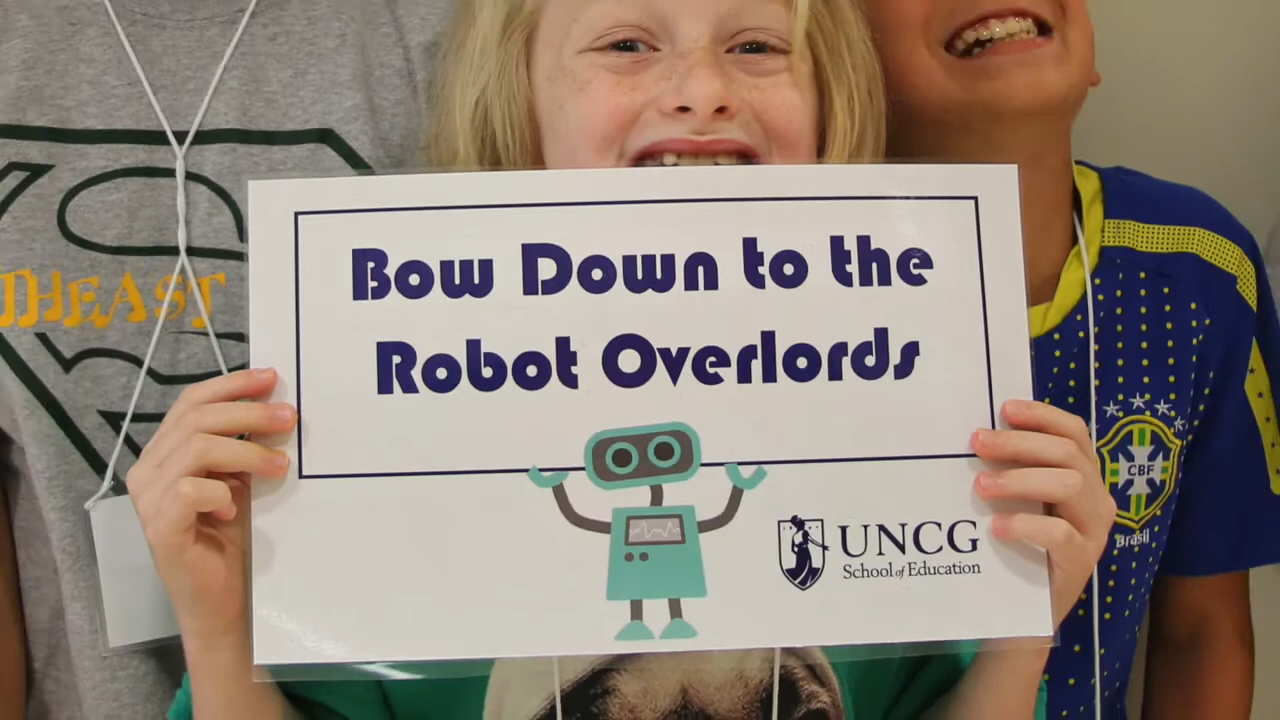 Bow Down to the
Robot Overlords
UNCG
School of Education
THEAST
CBF
Brasil